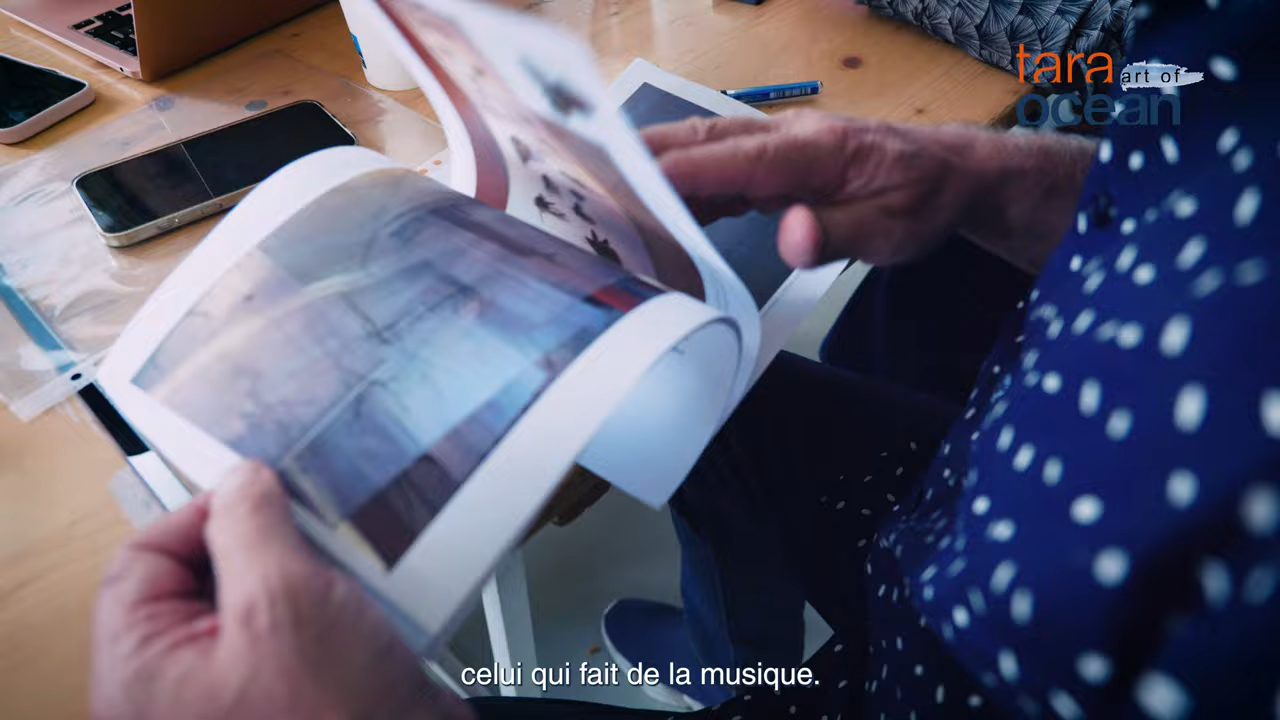 tara
art of
ocean
celui qui fait de la musique.